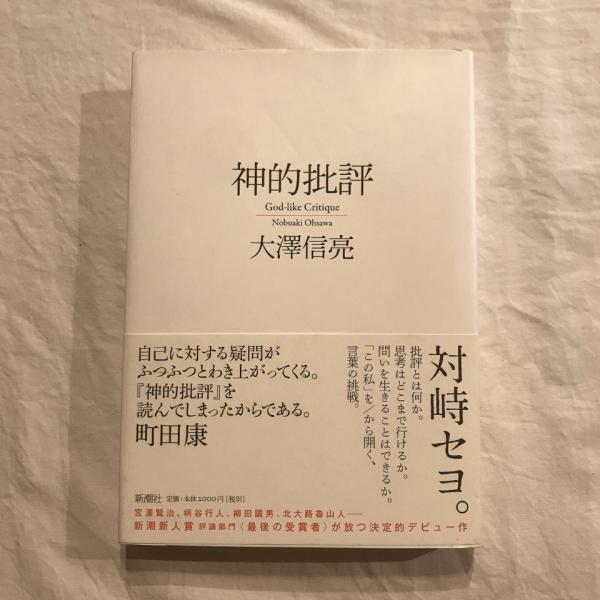 神的批評
God-like Critique
Nobuaki Ohsawa
大澤信亮
対峙セヨ。
批評とは何か。
思考はどこまで行けるか。
問いを生きることはできるか。
「この私」を/から開く、
言葉の挑戦。
自己に対する疑問が
ふつふつとわき上がってくる。
『神的批評』を
読んでしまったからである。
町田康
新潮社 定価:本体2000円[税別]
宮澤賢治、柄谷行人、柳田國男、北大路魯山人──
新潮新人賞 評論部門〈最後の受賞者〉が放つ決定的デビュー作